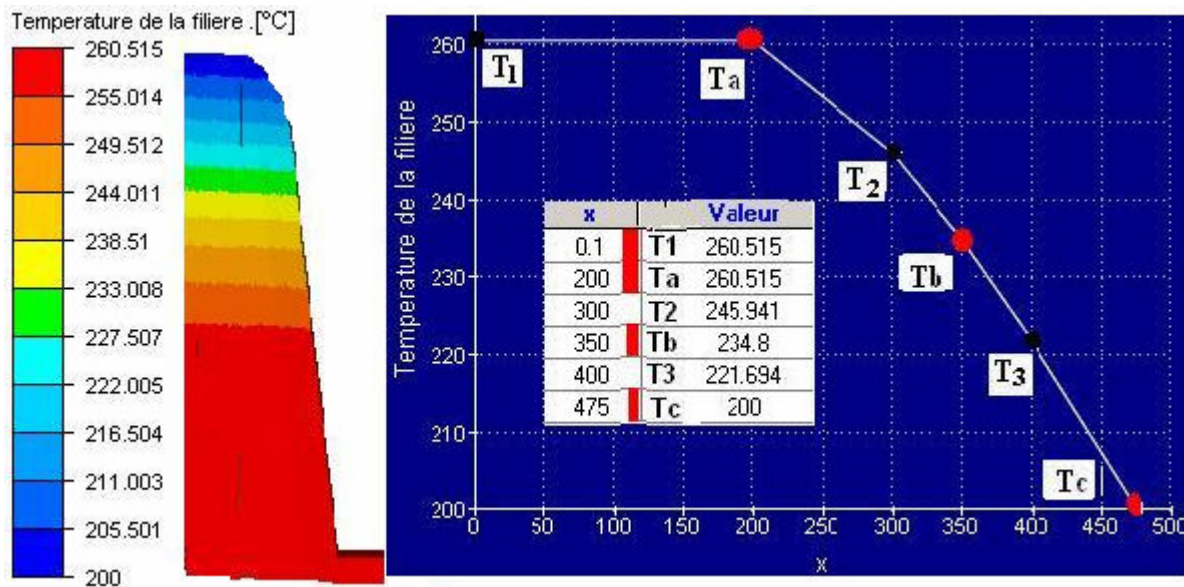 Temperature de la filiere .[°C]
260.515
255.014
249.512
244.011
238.51
233.008
227.507
222.005
216.504
211.003
205.501
200
Temperature de la filiere
260
250
240
230
220
210
200
0 50 100 150 200 250 300 350 400 450 500
x
T1
Ta
T2
Tb
T3
Tc
x Valeur
0.1 T1 260.515
200 Ta 260.515
300 T2 245.941
350 Tb 234.8
400 T3 221.694
475 Tc 200